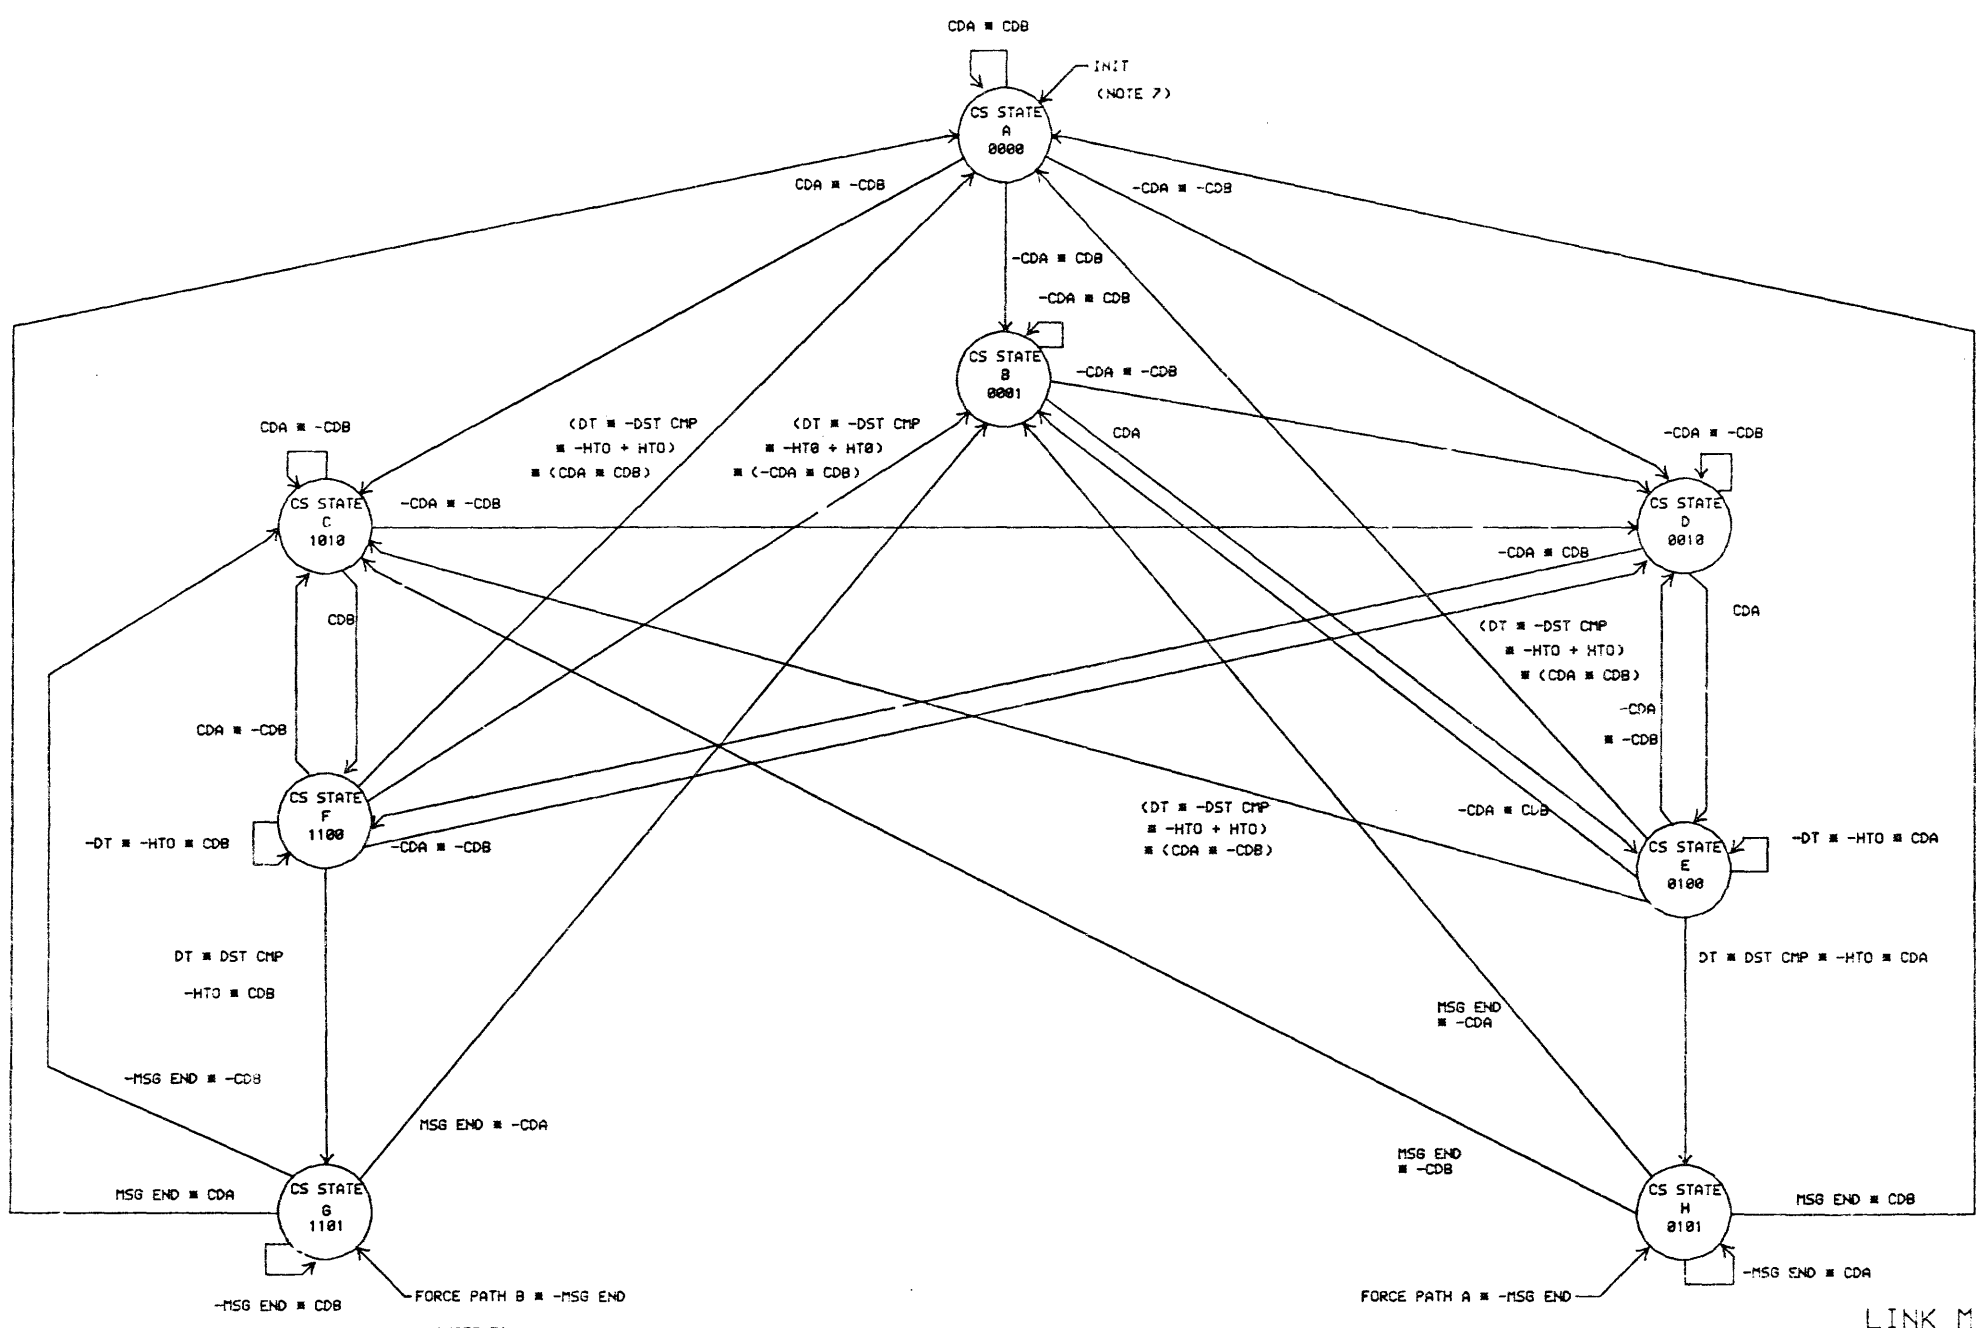 CDA * CDB
INIT
(NOTE 7)
CS STATE
A
0000
CDA * -CDB
-CDA * -CDB
-CDA * CDB
-CDA * CDB
CS STATE
B
0001
-CDA * -CDB
CDA
CDA * -CDB
(DT * -DST CMP
* -HTO + HTO)
* (CDA * CDB)
(DT * -DST CMP
* -HTO + HTO)
* (-CDA * CDB)
-CDA * -CDB
CS STATE
C
1010
-CDA * -CDB
CS STATE
D
0010
-CDA * CDB
CDB
CDA
(DT * -DST CMP
* -HTO + HTO)
* (CDA * CDB)
-CDA
* -CDB
CDA * -CDB
CS STATE
F
1100
-DT * -HTO * CDB
-CDA * -CDB
(DT * -DST CMP
* -HTO + HTO)
* (CDA * -CDB)
-CDA * CDB
CS STATE
E
0100
-DT * -HTO * CDA
DT * DST CMP
-HTO * CDB
DT * DST CMP * -HTO * CDA
MSG END
* -CDA
-MSG END * -CDB
MSG END * -CDA
MSG END
* -CDB
MSG END * CDA
CS STATE
G
1101
CS STATE
H
0101
MSG END * CDB
-MSG END * CDB
FORCE PATH B * -MSG END
FORCE PATH A * -MSG END
-MSG END * CDA
LINK M